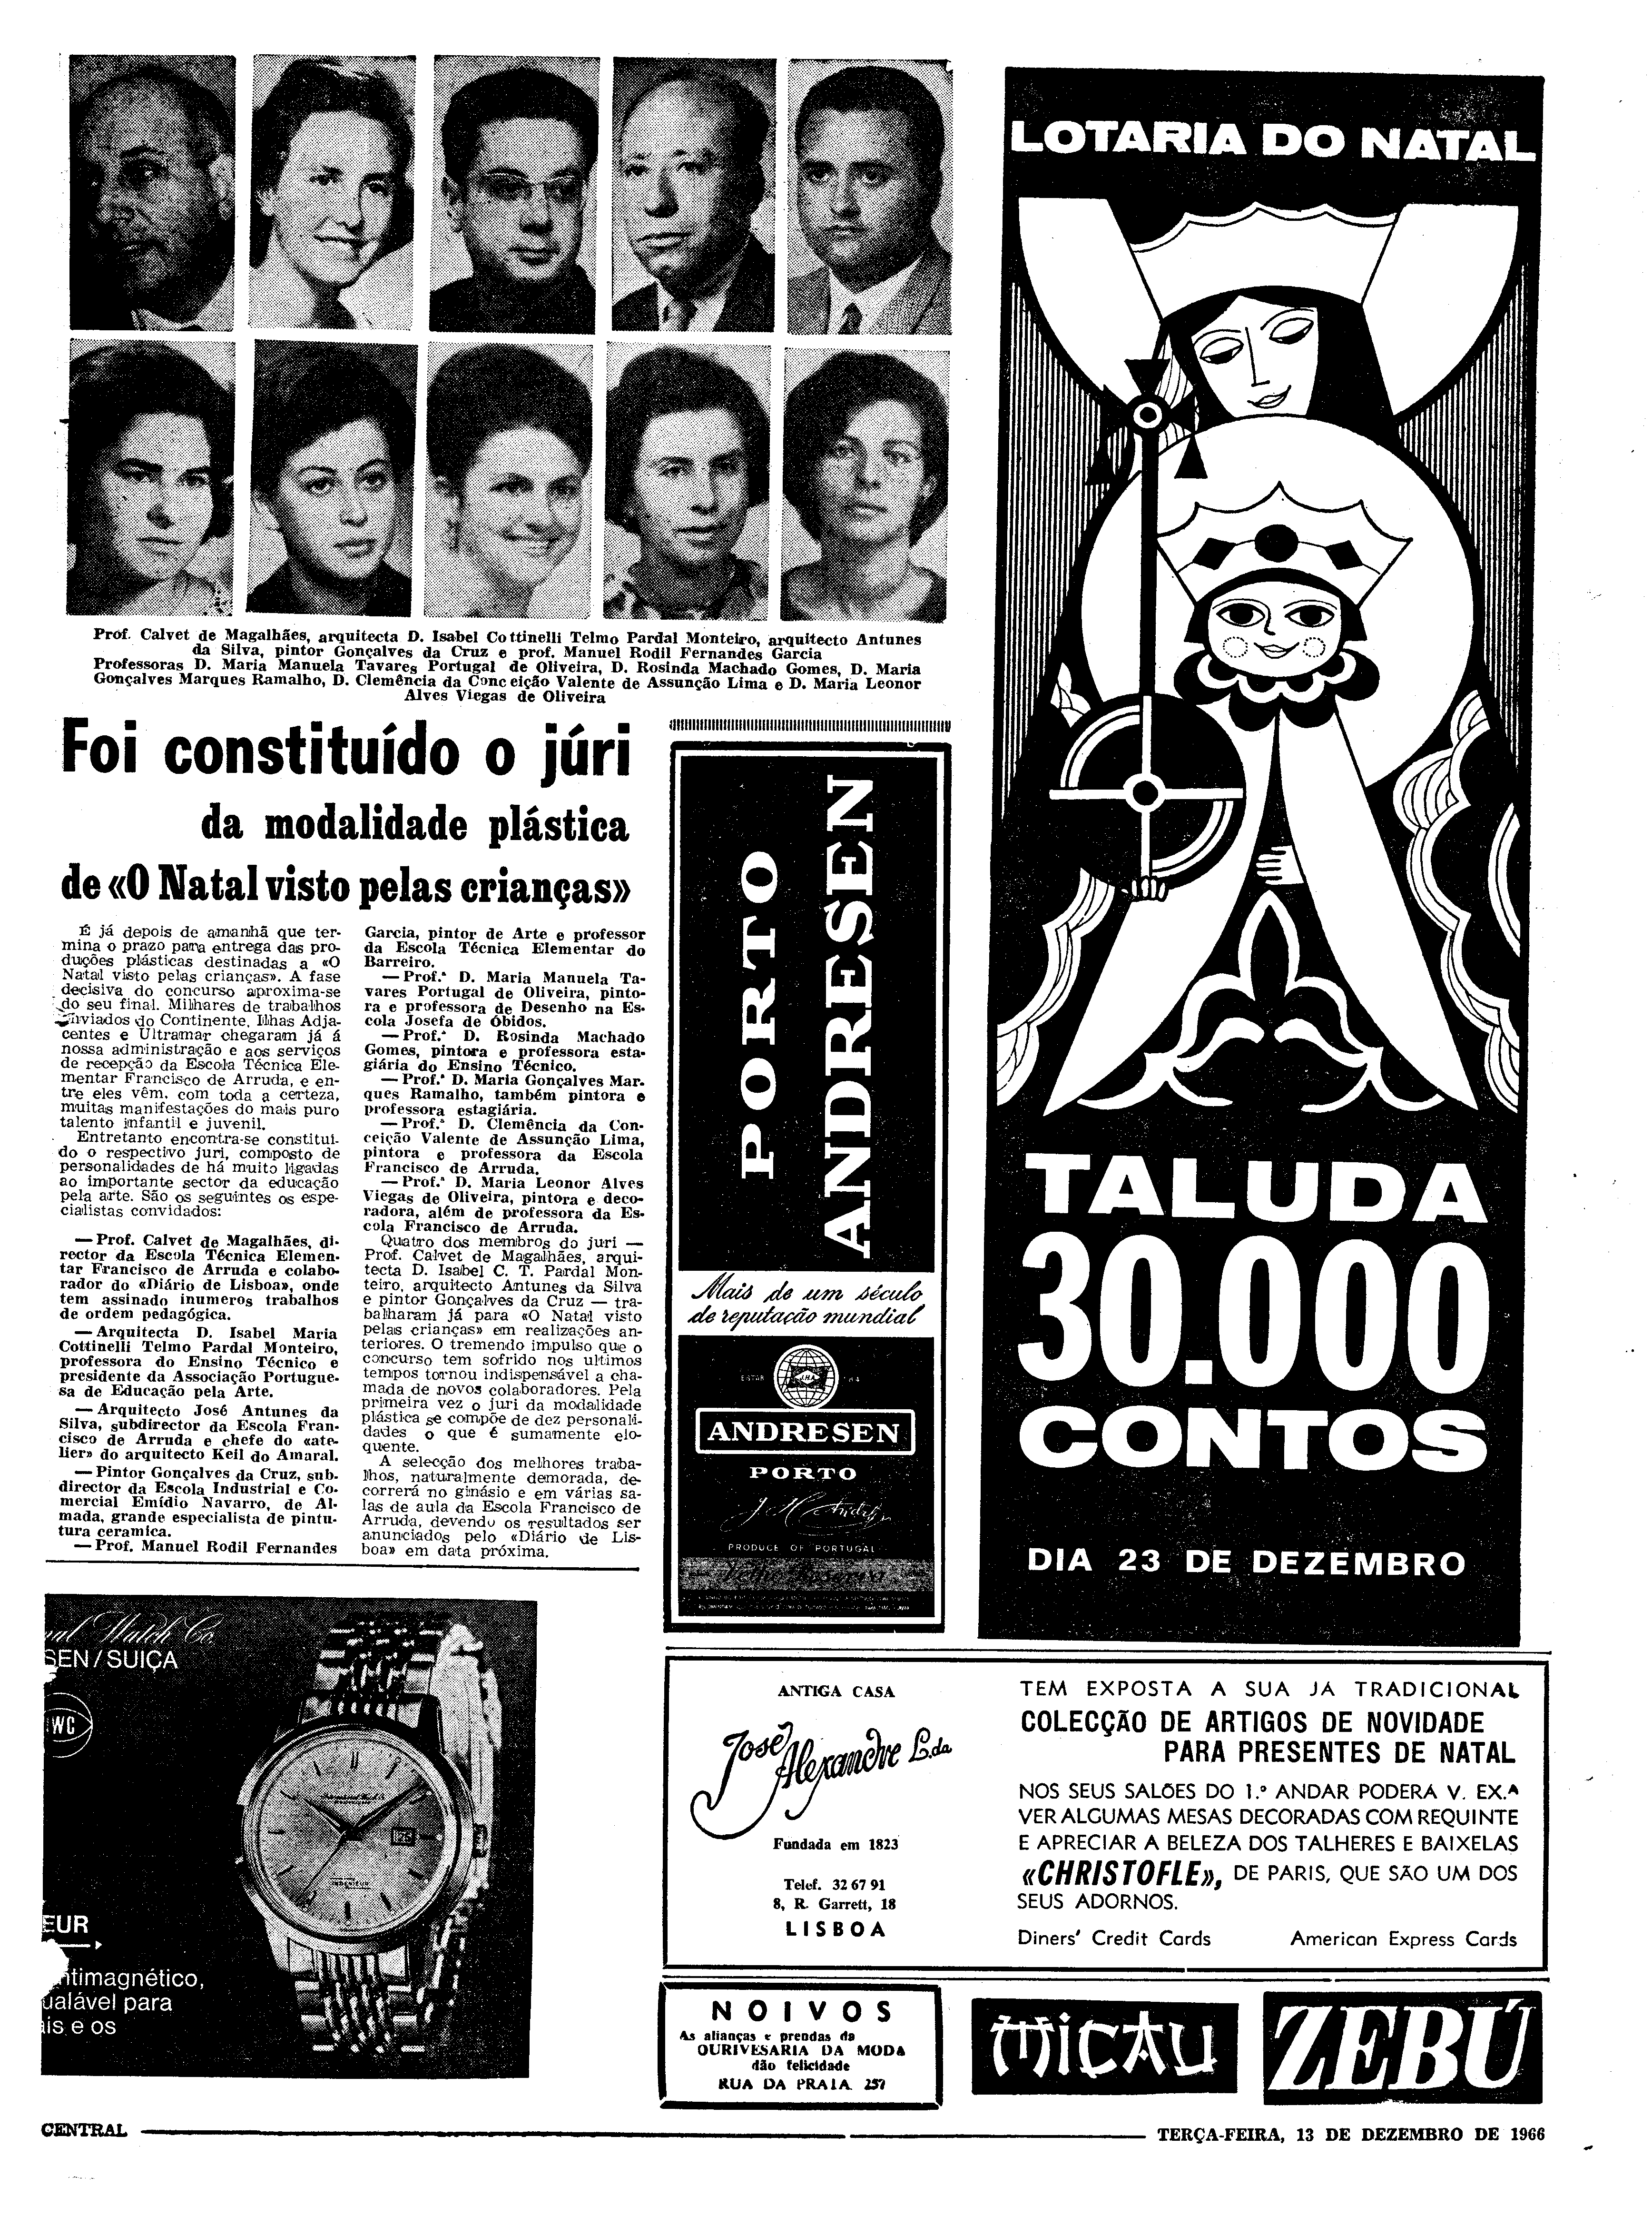 Prof. Calvet de Magalhães, arquitecta D. Isabel Cottinelli Telmo Pardal Monteiro, arquitecto Antunes
da Silva, pintor Gonçalves da Cruz e prof. Manuel Rodil Fernandes Garcia
Professoras D. Maria Manuela Tavares Portugal de Oliveira, D. Rosinda Machado Gomes, D. Maria
Gonçalves Marques Ramalho, D. Clemência da Conceição Valente de Assunção Lima e D. Maria Leonor
Alves Viegas de Oliveira
Foi constituído o júri
da modalidade plástica
de «O Natal visto pelas crianças»
É já depois de amanhã que ter-
mina o prazo para entrega das pro-
duções plásticas destinadas a «O
Natal visto pelas crianças». A fase
decisiva do concurso aproxima-se
do seu final. Milhares de trabalhos
enviados do Continente, Ilhas Adja-
centes e Ultramar chegaram já á
nossa administração e aos serviços
de recepção da Escola Técnica Ele-
mentar Francisco de Arruda, e en-
tre eles vêm, com toda a certeza,
muitas manifestações do mais puro
talento infantil e juvenil.
Entretanto encontra-se constituí-
do o respectivo juri, composto de
personalidades de há muito ligadas
ao importante sector da educação
pela arte. São os seguintes os espe-
cialistas convidados:
— Prof. Calvet de Magalhães, di-
rector da Escola Técnica Elemen-
tar Francisco de Arruda e colabo-
rador do «Diário de Lisboa», onde
tem assinado inumeros trabalhos
de ordem pedagógica.
— Arquitecta D. Isabel Maria
Cottinelli Telmo Pardal Monteiro,
professora do Ensino Técnico e
presidente da Associação Portugue-
sa de Educação pela Arte.
— Arquitecto José Antunes da
Silva, subdirector da Escola Fran-
cisco de Arruda e chefe do «ate-
lier» do arquitecto Keil do Amaral.
— Pintor Gonçalves da Cruz, sub-
director da Escola Industrial e Co-
mercial Emídio Navarro, de Al-
mada, grande especialista de pintu-
tura ceramica.
— Prof. Manuel Rodil Fernandes
Garcia, pintor de Arte e professor
da Escola Técnica Elementar do
Barreiro.
— Prof.ª D. Maria Manuela Ta-
vares Portugal de Oliveira, pinto-
ra e professora de Desenho na Es-
cola Josefa de Óbidos.
— Prof.ª D. Rosinda Machado
Gomes, pintora e professora esta-
giária do Ensino Técnico.
— Prof.ª D. Maria Gonçalves Mar-
ques Ramalho, também pintora e
professora estagiária.
— Prof.ª D. Clemência da Con-
ceição Valente de Assunção Lima,
pintora e professora da Escola
Francisco de Arruda.
— Prof.ª D. Maria Leonor Alves
Viegas de Oliveira, pintora e deco-
radora, além de professora da Es-
cola Francisco de Arruda.
Quatro dos membros do juri —
Prof. Calvet de Magalhães, arqui-
tecta D. Isabel C. T. Pardal Mon-
teiro, arquitecto Antunes da Silva
e pintor Gonçalves da Cruz — tra-
balharam já para «O Natal visto
pelas crianças» em realizações an-
teriores. O tremendo impulso que o
concurso tem sofrido nos ultimos
tempos tornou indispensável a cha-
mada de novos colaboradores. Pela
primeira vez o juri da modalidade
plástica se compõe de dez personali-
dades o que é sumamente elo-
quente.
A selecção dos melhores traba-
lhos, naturalmente demorada, de-
correrá no ginásio e em várias sa-
las de aula da Escola Francisco de
Arruda, devendo os resultados ser
anunciados pelo «Diário de Lis-
boa» em data próxima.
PORTO
ANDRESEN
Mais de um século
de reputação mundial
ANDRESEN
PORTO
PRODUCE OF PORTUGAL
LOTARIA DO NATAL
TALUDA
30.000
CONTOS
DIA 23 DE DEZEMBRO
nal Watch Co.
SEN / SUIÇA
WC
EUR
ntimagnético,
ualável para
ais e os
ANTIGA CASA
José Alexandre L.da
Fundada em 1823
Telef. 32 67 91
8, R. Garrett, 18
LISBOA
TEM EXPOSTA A SUA JA TRADICIONAL
COLECÇÃO DE ARTIGOS DE NOVIDADE
PARA PRESENTES DE NATAL
NOS SEUS SALÕES DO 1.º ANDAR PODERA V. EX.ª
VER ALGUMAS MESAS DECORADAS COM REQUINTE
E APRECIAR A BELEZA DOS TALHERES E BAIXELAS
«CHRISTOFLE», DE PARIS, QUE SÃO UM DOS
SEUS ADORNOS.
Diners' Credit Cards American Express Cards
NOIVOS
As alianças e prendas da
OURIVESARIA DA MODA
dão felicidade
RUA DA PRAIA 257
MiCAU
ZEBÚ
CENTRAL
TERÇA-FEIRA, 13 DE DEZEMBRO DE 1966